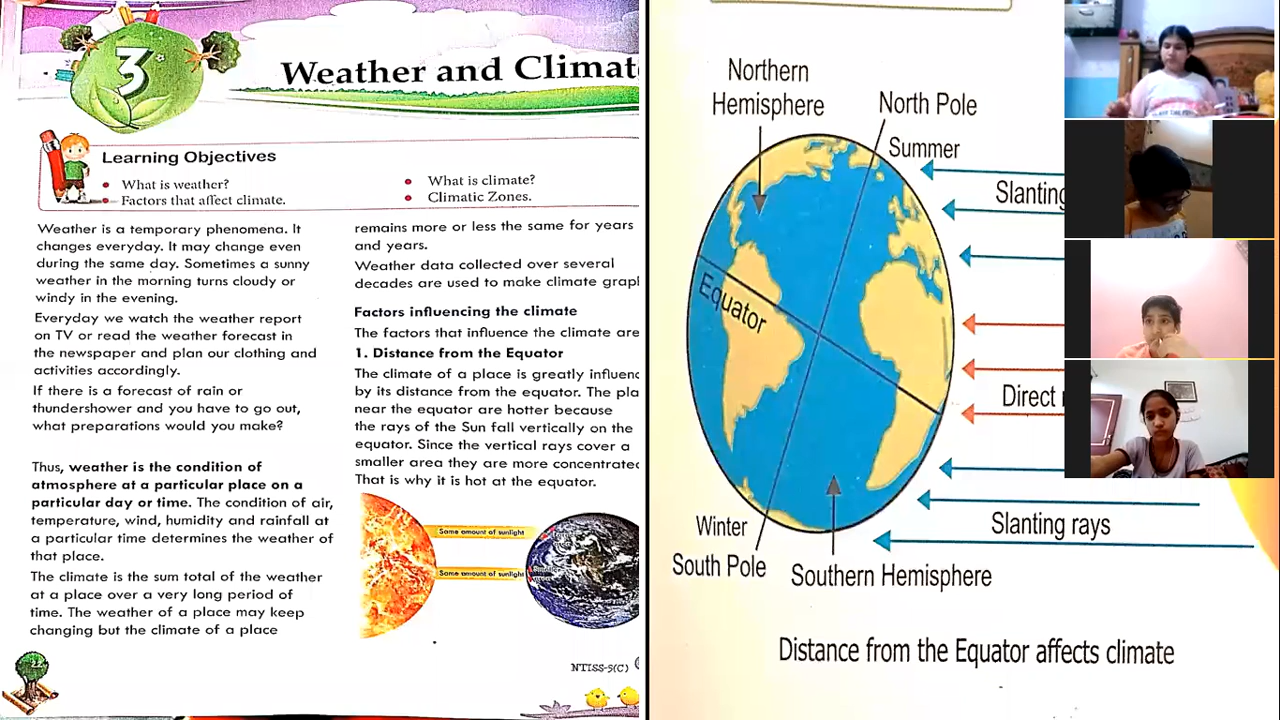 3
Weather and Climat
Learning Objectives
What is weather?
Factors that affect climate.
What is climate?
Climatic Zones.
Weather is a temporary phenomena. It
changes everyday. It may change even
during the same day. Sometimes a sunny
weather in the morning turns cloudy or
windy in the evening.
Everyday we watch the weather report
on TV or read the weather forecast in
the newspaper and plan our clothing and
activities accordingly.
If there is a forecast of rain or
thundershower and you have to go out,
what preparations would you make?
Thus, weather is the condition of
atmosphere at a particular place on a
particular day or time. The condition of air,
temperature, wind, humidity and rainfall at
a particular time determines the weather of
that place.
The climate is the sum total of the weather
at a place over a very long period of
time. The weather of a place may keep
changing but the climate of a place
remains more or less the same for years
and years.
Weather data collected over several
decades are used to make climate grap
Factors influencing the climate
The factors that influence the climate are
1. Distance from the Equator
The climate of a place is greatly influenc
by its distance from the equator. The pla
near the equator are hotter because
the rays of the Sun fall vertically on the
equator. Since the vertical rays cover a
smaller area they are more concentrated
That is why it is hot at the equator.
Same amount of sunlight
Same amount of sunlight
NTISS-5(C)
Northern
Hemisphere
North Pole
Summer
Slanting
Equator
Direct
Winter
South Pole
Southern Hemisphere
Slanting rays
Distance from the Equator affects climate